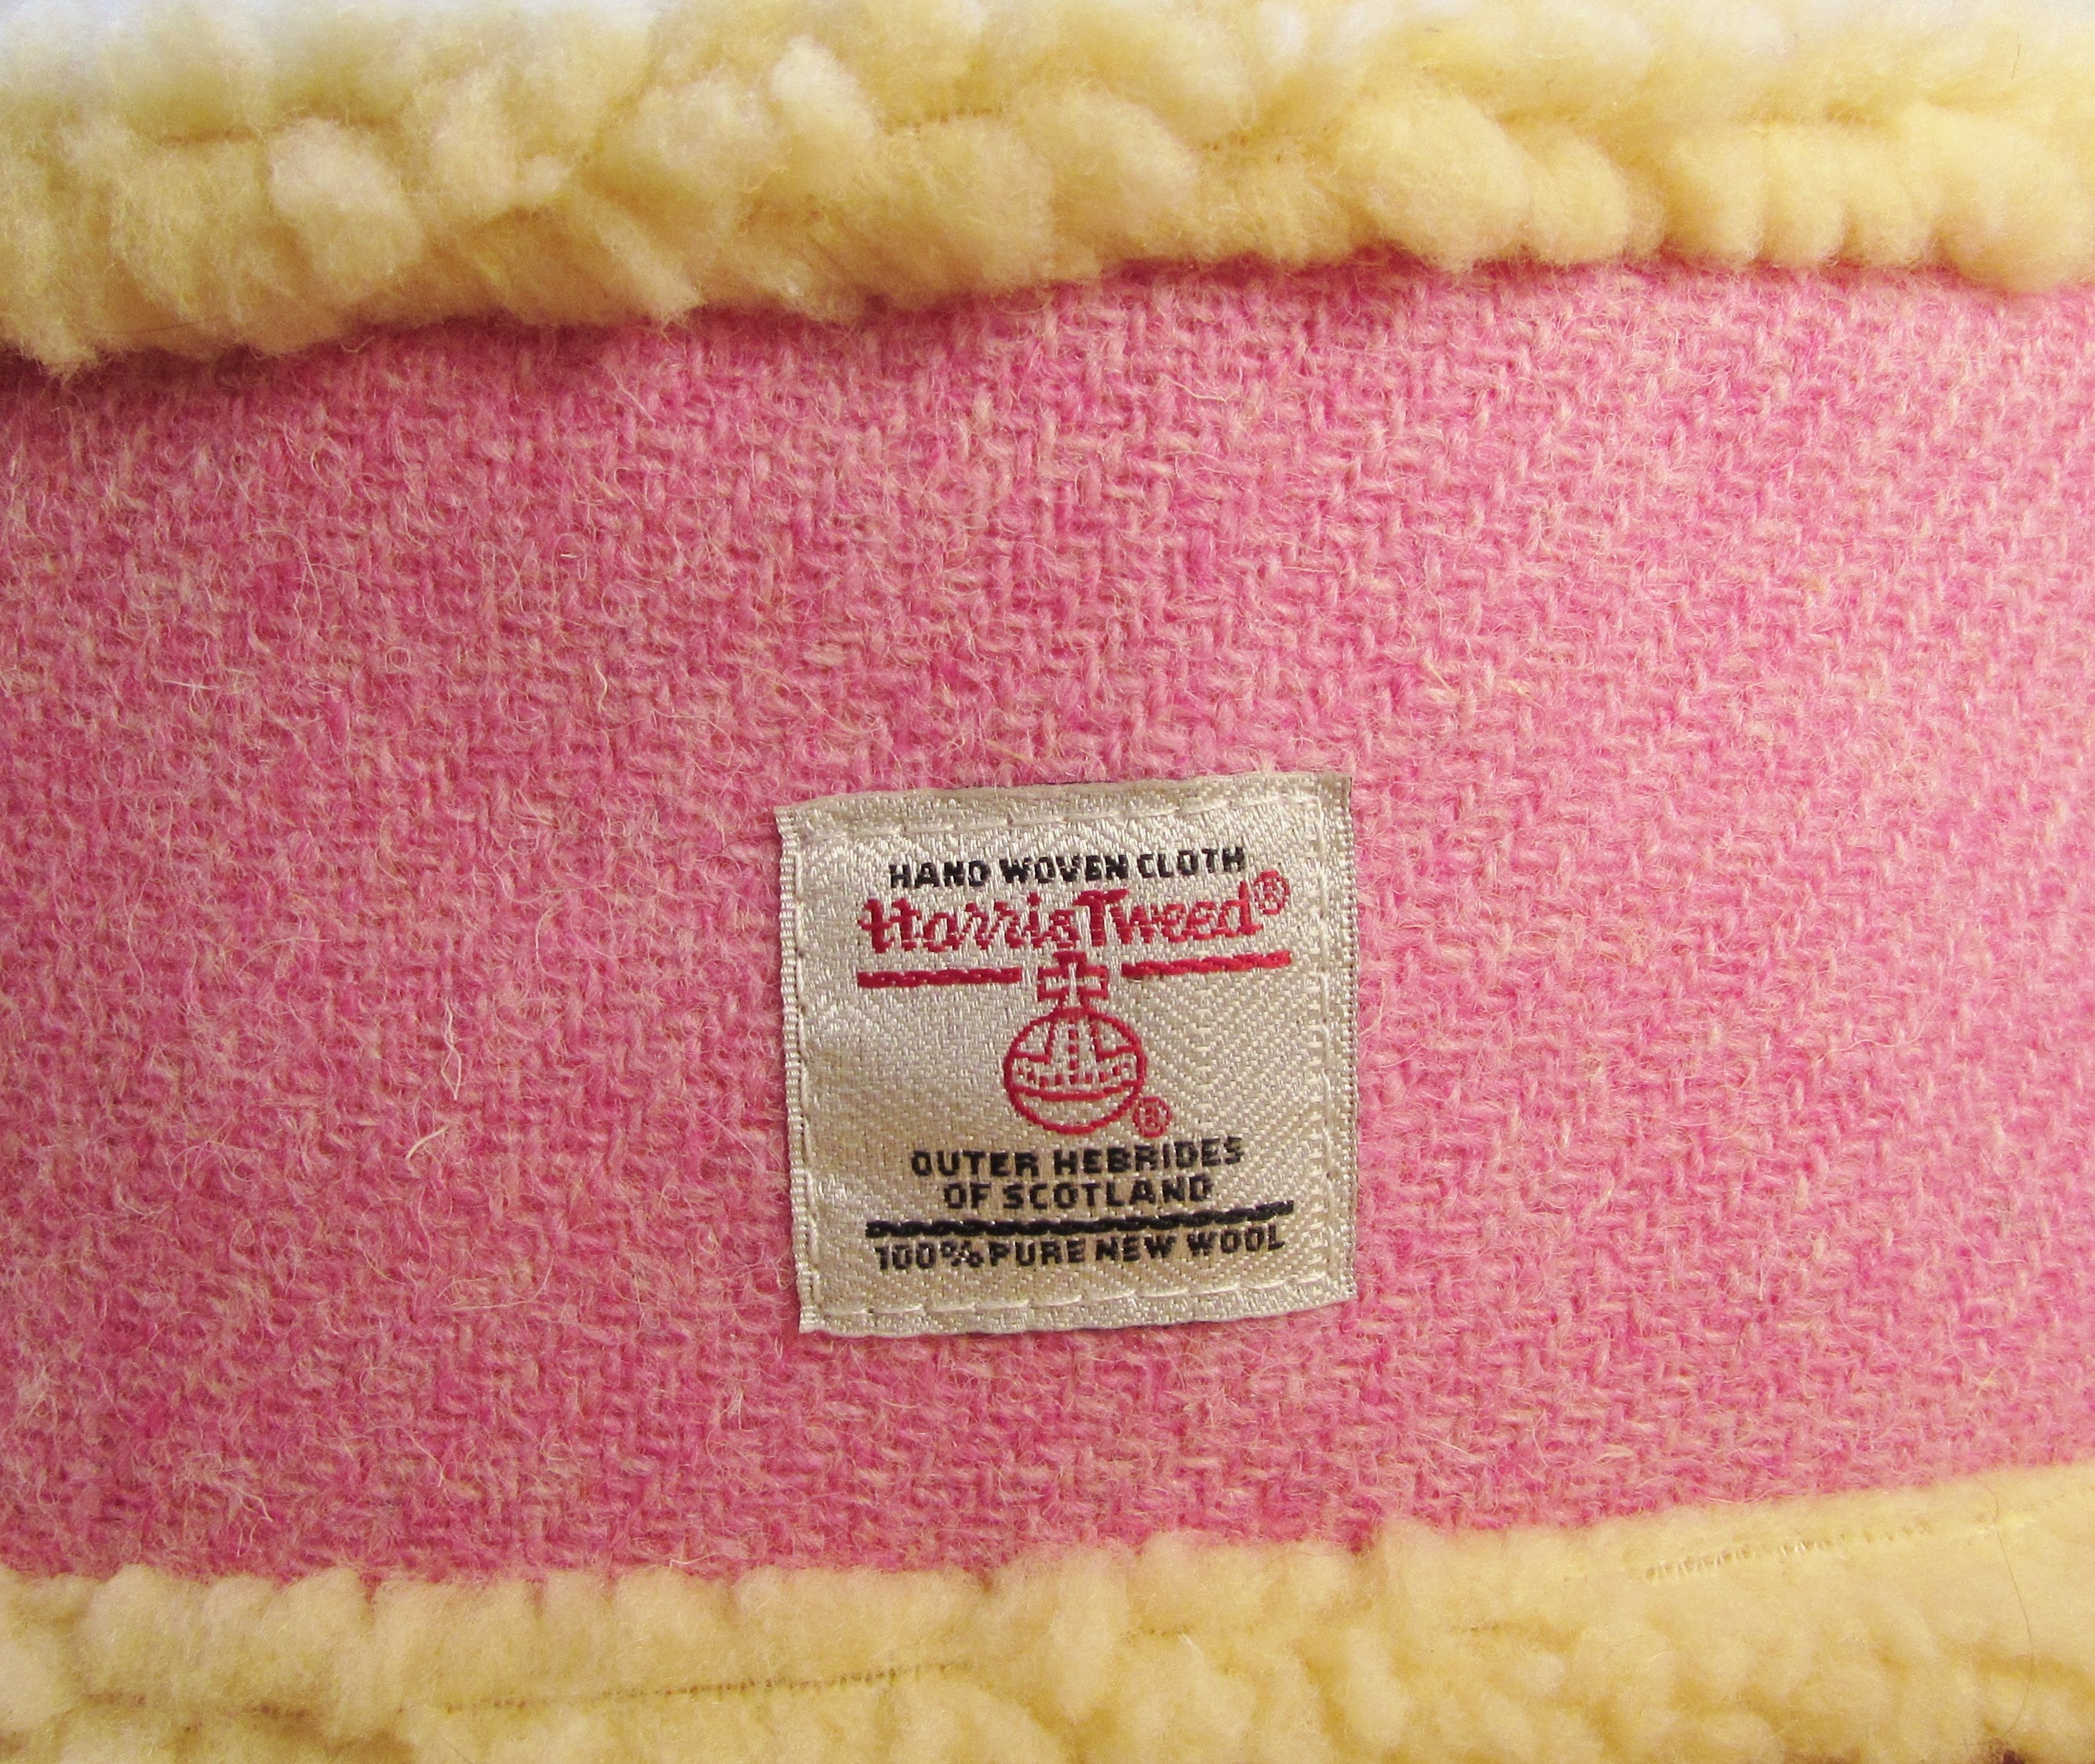 HAND WOVEN CLOTH
Harris Tweed®
®
OUTER HEBRIDES
OF SCOTLAND
100% PURE NEW WOOL